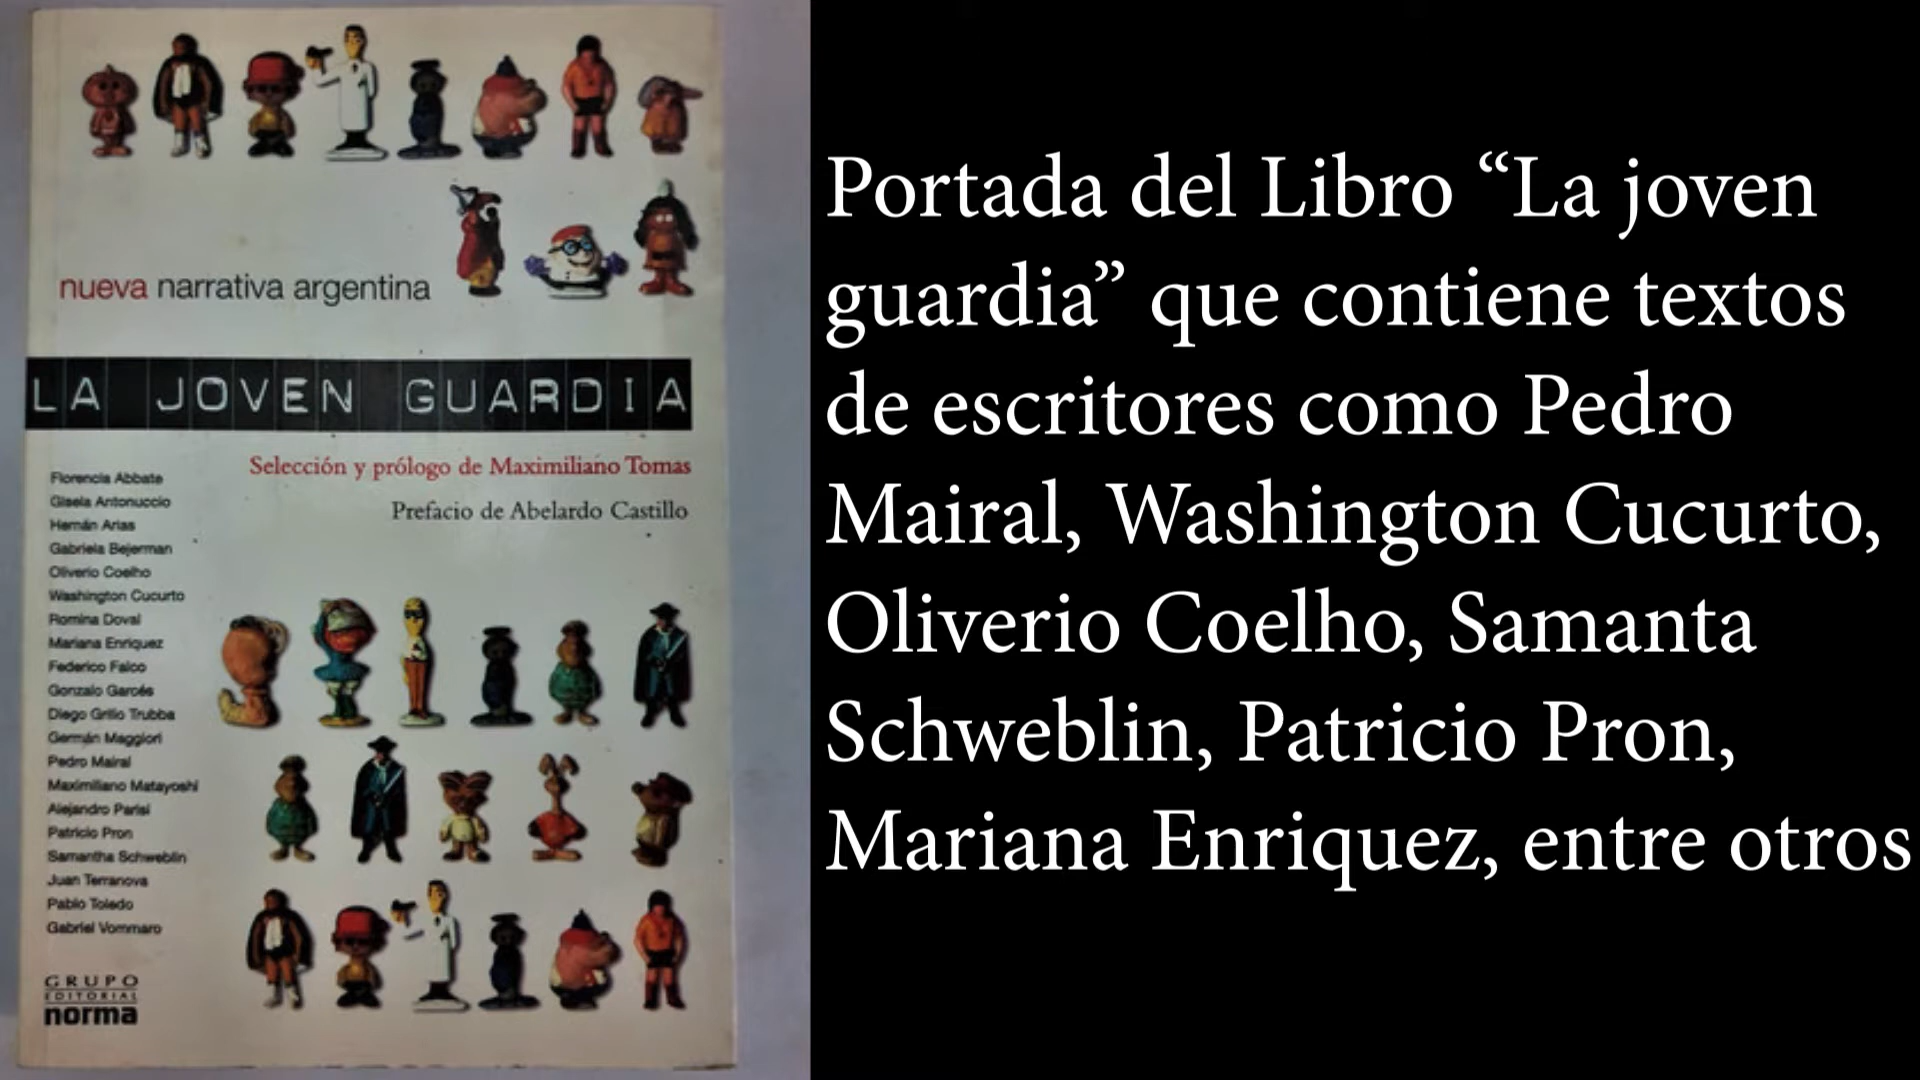 nueva narrativa argentina
LA JOVEN GUARDIA
Selección y prólogo de Maximiliano Tomas
Prefacio de Abelardo Castillo
Florencia Abbate
Gisela Antonuccio
Hernán Arias
Gabriela Bejerman
Oliverio Coelho
Washington Cucurto
Romina Doval
Mariana Enriquez
Federico Falco
Gonzalo Garcés
Diego Grillo Trubba
Germán Maggiori
Pedro Mairal
Maximiliano Matayoshi
Alejandro Parisi
Patricio Pron
Samantha Schweblin
Juan Terranova
Pablo Toledo
Gabriel Vommaro
GRUPO
EDITORIAL
norma
Portada del Libro “La joven
guardia” que contiene textos
de escritores como Pedro
Mairal, Washington Cucurto,
Oliverio Coelho, Samanta
Schweblin, Patricio Pron,
Mariana Enriquez, entre otros